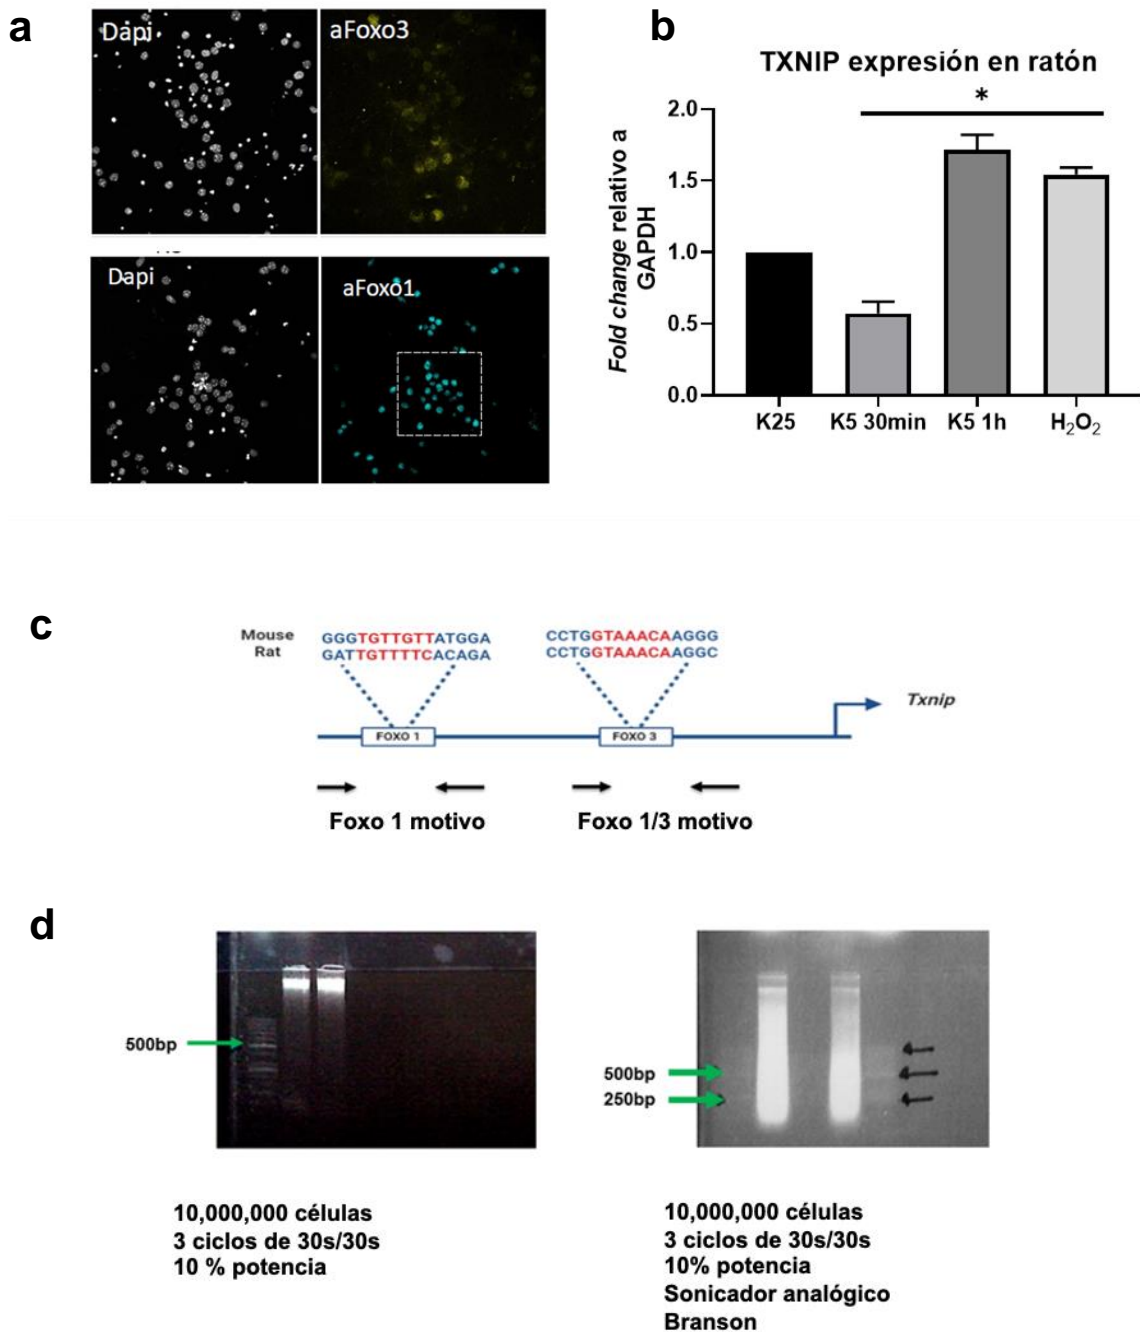 a
Dapi
aFoxo3
Dapi
aFoxo1
b
TXNIP expresión en ratón
*
Fold change relativo a
GAPDH
2.0
1.5
1.0
0.5
0.0
K25
K5 30min
K5 1h
H₂O₂
c
Mouse
Rat
GGGTGTTGTTATGGA
GATTGTTTTCACAGA
CCTGGTAAACAAGGG
CCTGGTAAACAAGGC
FOXO 1
FOXO 3
Txnip
Foxo 1 motivo
Foxo 1/3 motivo
d
500bp
500bp
250bp
10,000,000 células
3 ciclos de 30s/30s
10 % potencia
10,000,000 células
3 ciclos de 30s/30s
10% potencia
Sonicador analógico
Branson